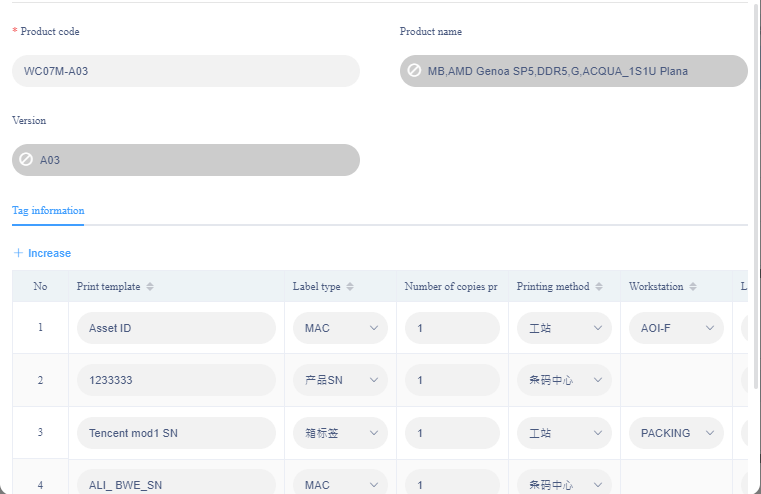 * Product code
Product name
WC07M-A03
MB,AMD Genoa SP5,DDR5,G,ACQUA_1S1U Plana
Version
A03
Tag information
+ Increase
No Print template Label type Number of copies pr Printing method Workstation L
1 Asset ID MAC 1 工站 AOI-F
2 1233333 产品SN 1 条码中心
3 Tencent mod1 SN 箱标签 1 工站 PACKING
4 ALI_ BWE_SN MAC 1 条码中心